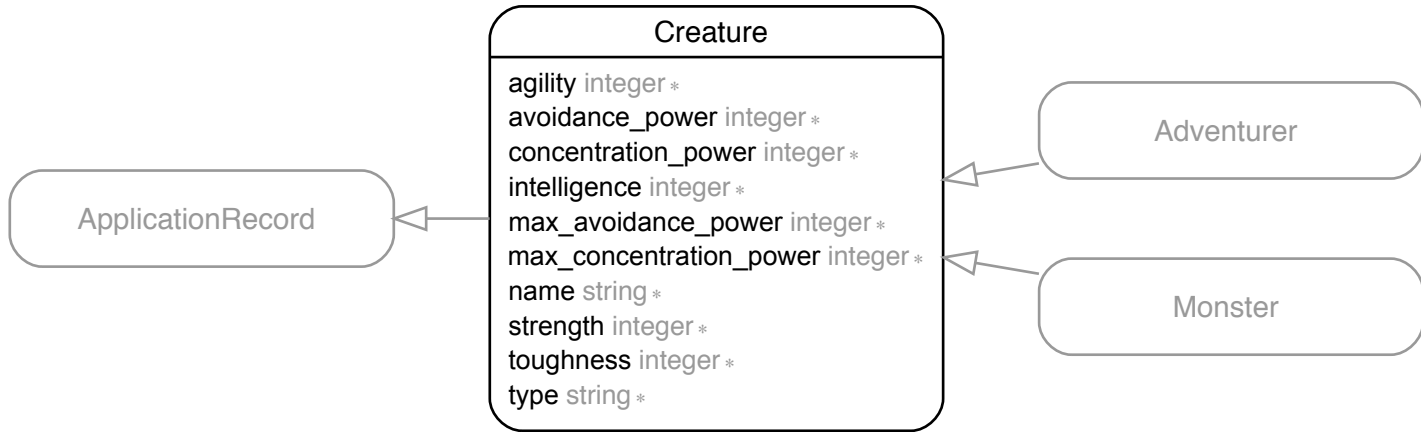 Creature
agility integer *
avoidance_power integer *
concentration_power integer *
intelligence integer *
max_avoidance_power integer *
max_concentration_power integer *
name string *
strength integer *
toughness integer *
type string *
ApplicationRecord
Adventurer
Monster